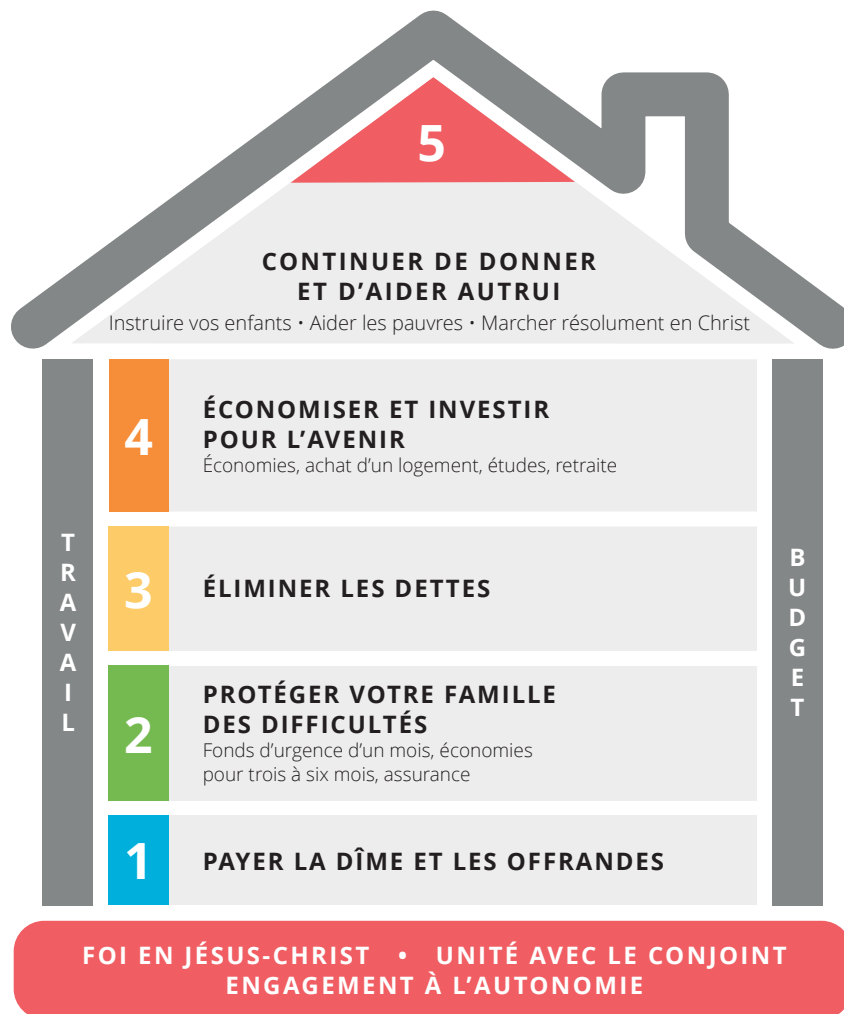 5
CONTINUER DE DONNER
ET D’AIDER AUTRUI
Instruire vos enfants • Aider les pauvres • Marcher résolument en Christ
4
ÉCONOMISER ET INVESTIR
POUR L’AVENIR
Économies, achat d’un logement, études, retraite
3
ÉLIMINER LES DETTES
2
PROTÉGER VOTRE FAMILLE
DES DIFFICULTÉS
Fonds d’urgence d’un mois, économies
pour trois à six mois, assurance
1
PAYER LA DÎME ET LES OFFRANDES
TRAVAIL
BUDGET
FOI EN JÉSUS-CHRIST • UNITÉ AVEC LE CONJOINT
ENGAGEMENT À L’AUTONOMIE